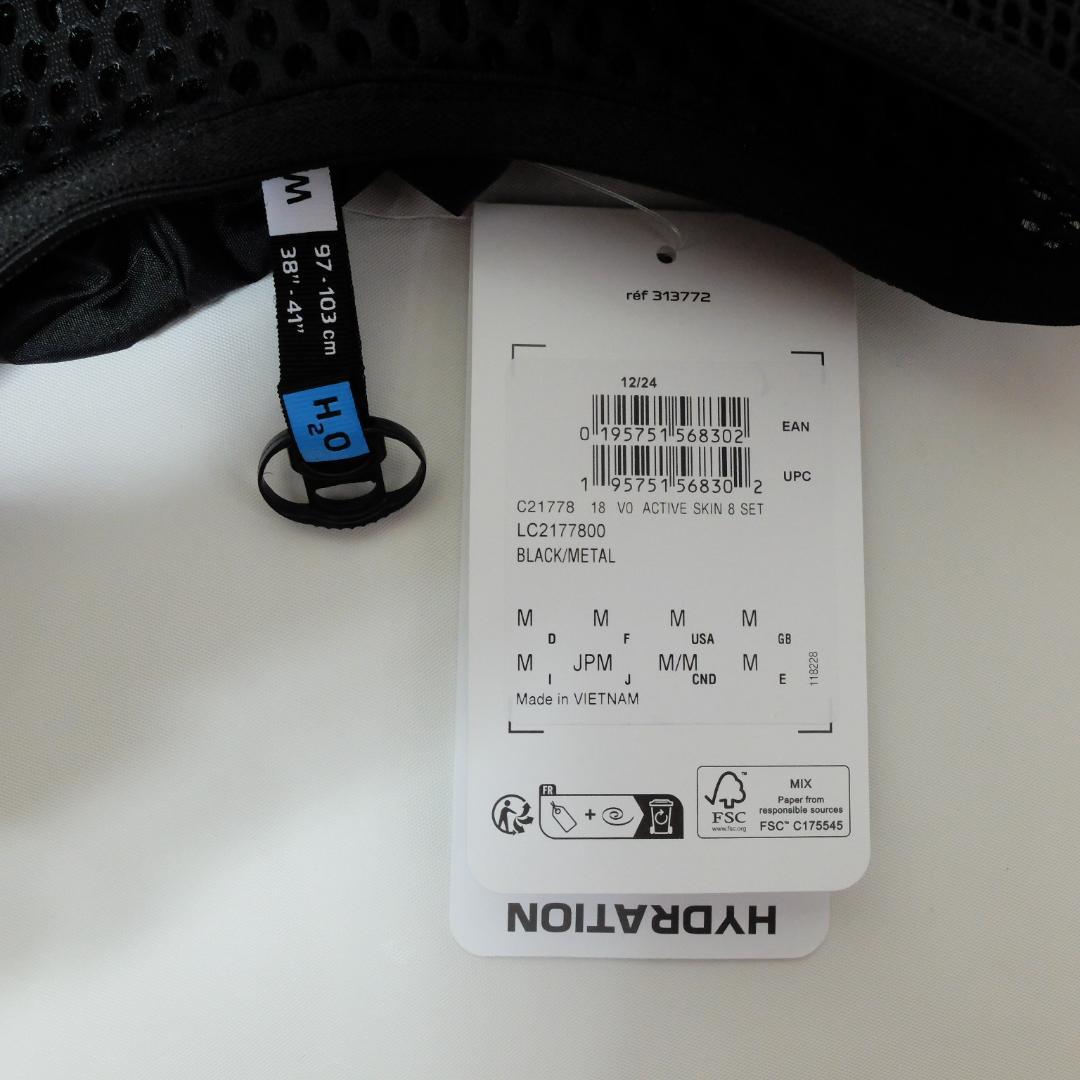 M
97 - 103 cm
38" - 41"
H₂O
réf 313772
12/24
0 195751 568302
EAN
1 95751 56830 2
UPC
C21778 18 V0 ACTIVE SKIN 8 SET
LC2177800
BLACK/METAL
M D M F M USA M GB
M I JPM J M/M CND M E
118228
Made in VIETNAM
FR
+
FSC
www.fsc.org
MIX
Paper from
responsible sources
FSC™ C175545
HYDRATION